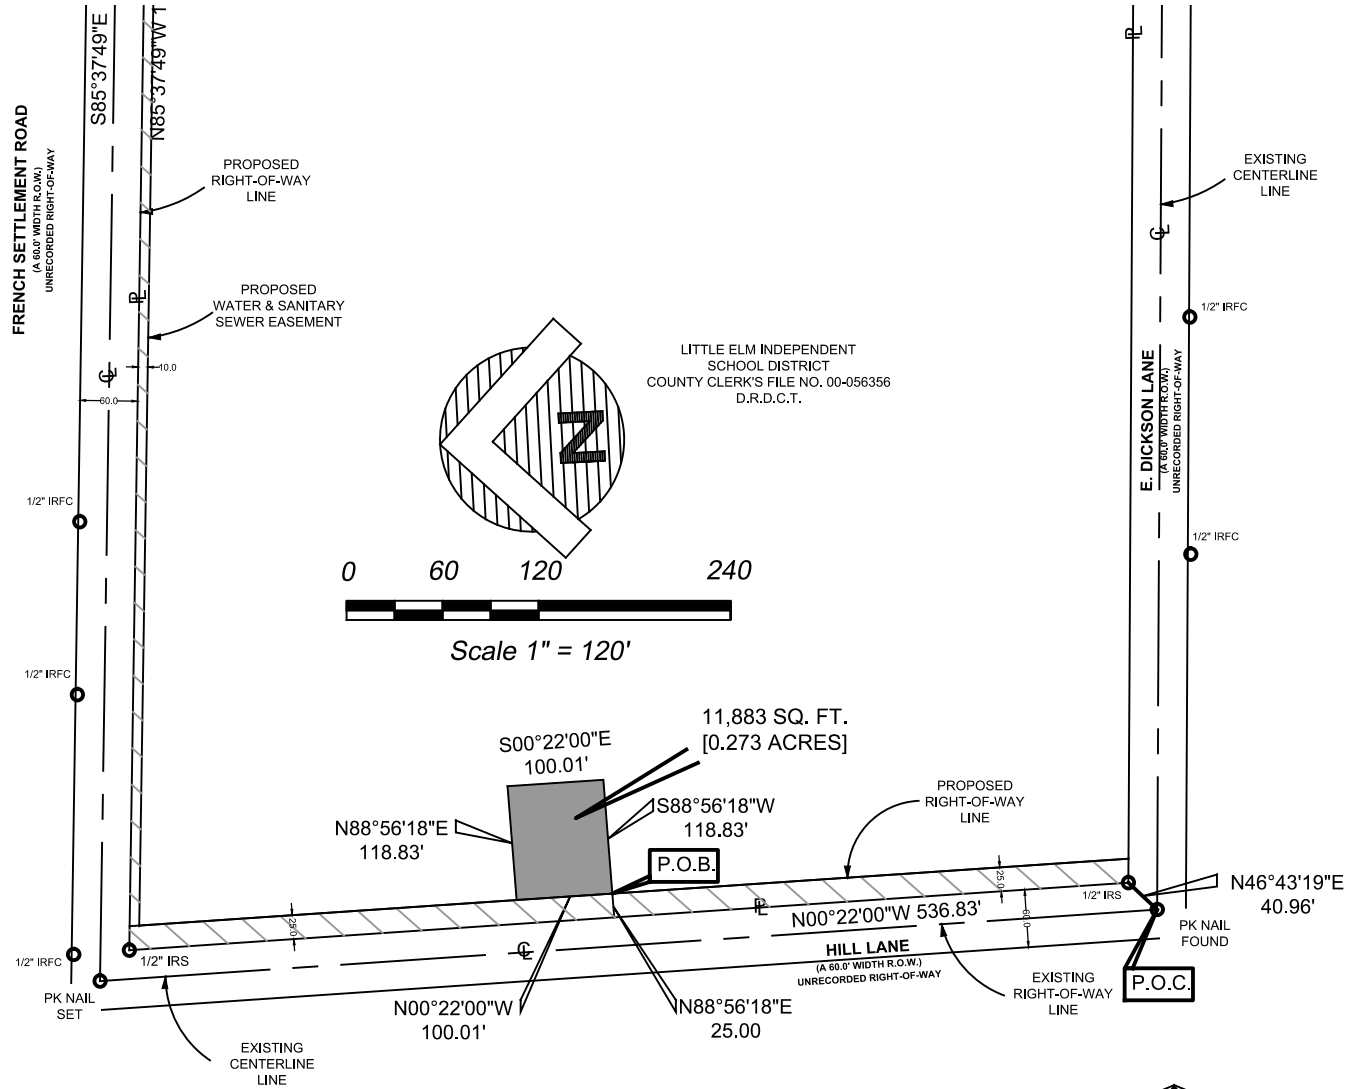 S85°37'49"E
N85°37'49"W 1
FRENCH SETTLEMENT ROAD
(A 60.0' WIDTH R.O.W.)
UNRECORDED RIGHT-OF-WAY
PROPOSED
RIGHT-OF-WAY
LINE
PROPOSED
WATER & SANITARY
SEWER EASEMENT
PL
CL
10.0
60.0
1/2" IRFC
1/2" IRFC
1/2" IRFC
1/2" IRS
PK NAIL
SET
EXISTING
CENTERLINE
LINE
N
LITTLE ELM INDEPENDENT
SCHOOL DISTRICT
COUNTY CLERK'S FILE NO. 00-056356
D.R.D.C.T.
0 60 120 240
Scale 1" = 120'
11,883 SQ. FT.
[0.273 ACRES]
S00°22'00"E
100.01'
N88°56'18"E
118.83'
S88°56'18"W
118.83'
P.O.B.
PROPOSED
RIGHT-OF-WAY
LINE
25.0
25.0
60.0
PL
CL
N00°22'00"W 536.83'
HILL LANE
(A 60.0' WIDTH R.O.W.)
UNRECORDED RIGHT-OF-WAY
N00°22'00"W
100.01'
N88°56'18"E
25.00
EXISTING
RIGHT-OF-WAY
LINE
P.O.C.
PL
CL
EXISTING
CENTERLINE
LINE
1/2" IRFC
E. DICKSON LANE
(A 60.0' WIDTH R.O.W.)
UNRECORDED RIGHT-OF-WAY
1/2" IRFC
1/2" IRS
N46°43'19"E
40.96'
PK NAIL
FOUND